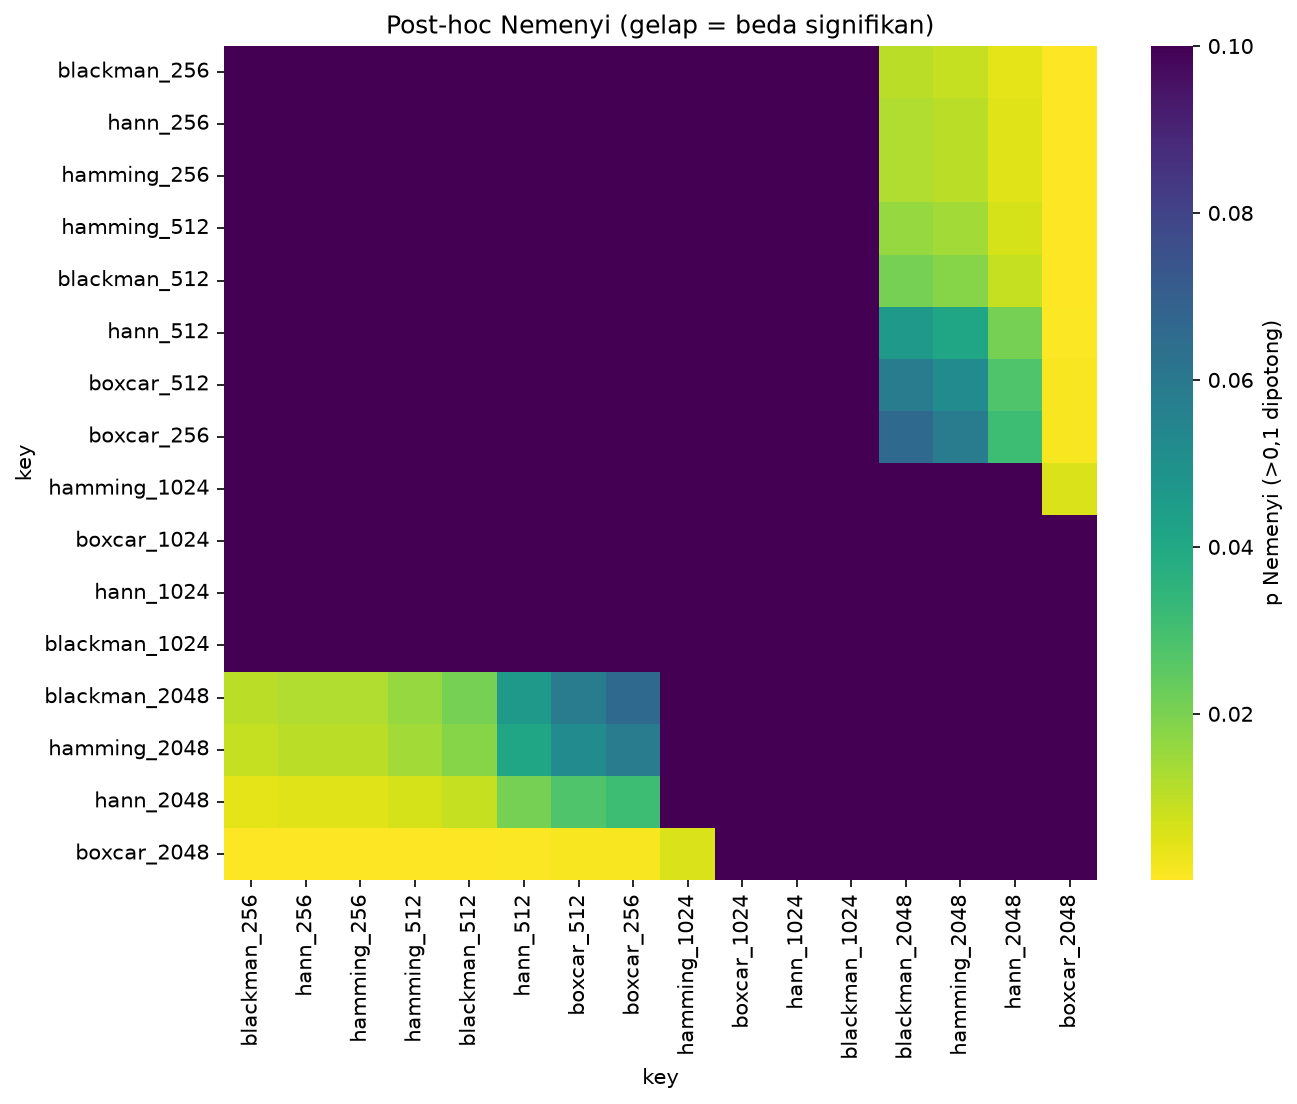 Post-hoc Nemenyi (gelap = beda signifikan)
blackman_256
hann_256
hamming_256
hamming_512
blackman_512
hann_512
boxcar_512
boxcar_256
hamming_1024
boxcar_1024
hann_1024
blackman_1024
blackman_2048
hamming_2048
hann_2048
boxcar_2048
key
blackman_256
hann_256
hamming_256
hamming_512
blackman_512
hann_512
boxcar_512
boxcar_256
hamming_1024
boxcar_1024
hann_1024
blackman_1024
blackman_2048
hamming_2048
hann_2048
boxcar_2048
key
0.10
0.08
0.06
0.04
0.02
p Nemenyi (>0,1 dipotong)